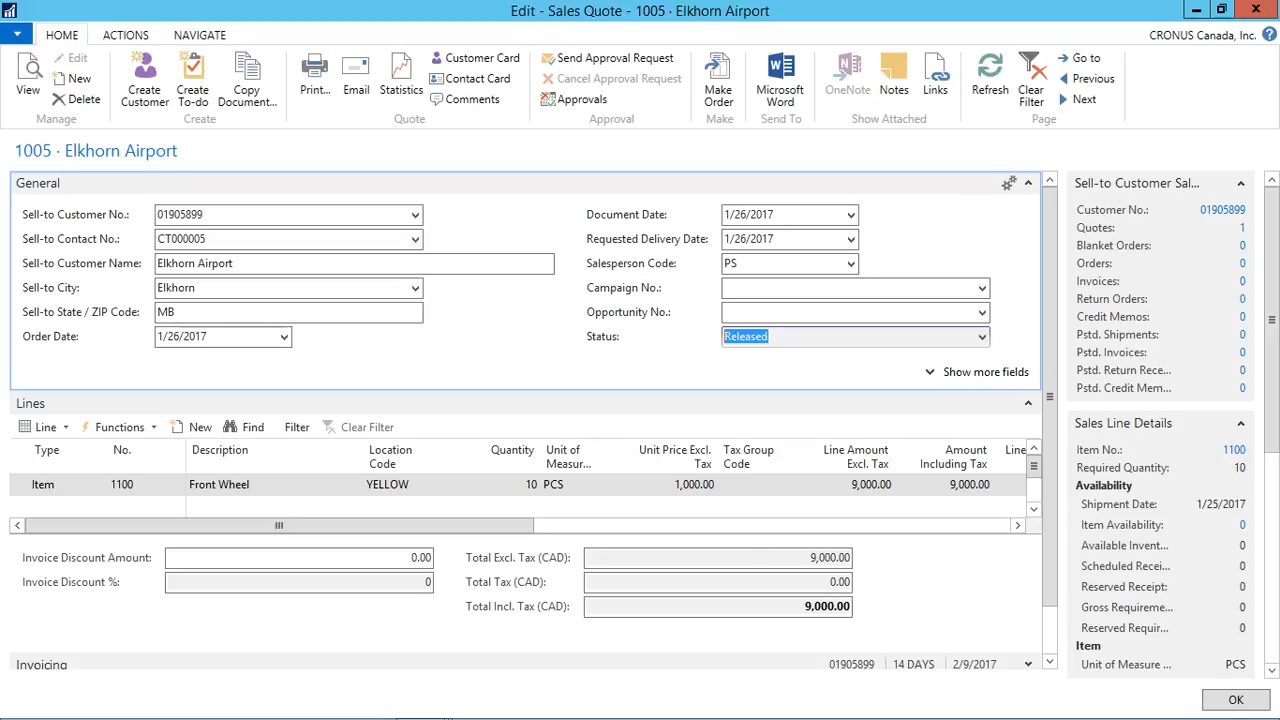 Edit - Sales Quote - 1005 · Elkhorn Airport
HOME ACTIONS NAVIGATE CRONUS Canada, Inc. ?
View Edit New Delete Manage
Create Customer Create To-do Copy Document... Create
Print... Email Statistics Customer Card Contact Card Comments Quote
Send Approval Request Cancel Approval Request Approvals Approval
Make Order Make
Microsoft Word Send To
OneNote Notes Links Show Attached
Refresh Clear Filter Go to Previous Next Page
1005 · Elkhorn Airport
General
Sell-to Customer No.: 01905899
Sell-to Contact No.: CT000005
Sell-to Customer Name: Elkhorn Airport
Sell-to City: Elkhorn
Sell-to State / ZIP Code: MB
Order Date: 1/26/2017
Document Date: 1/26/2017
Requested Delivery Date: 1/26/2017
Salesperson Code: PS
Campaign No.:
Opportunity No.:
Status: Released
Show more fields
Lines
Line Functions New Find Filter Clear Filter
Type No. Description Location Code Quantity Unit of Measur... Unit Price Excl. Tax Tax Group Code Line Amount Excl. Tax Amount Including Tax Line
Item 1100 Front Wheel YELLOW 10 PCS 1,000.00 9,000.00 9,000.00
Invoice Discount Amount: 0.00
Invoice Discount %: 0
Total Excl. Tax (CAD): 9,000.00
Total Tax (CAD): 0.00
Total Incl. Tax (CAD): 9,000.00
Invoicing 01905899 14 DAYS 2/9/2017
Sell-to Customer Sal...
Customer No.: 01905899
Quotes: 1
Blanket Orders: 0
Orders: 0
Invoices: 0
Return Orders: 0
Credit Memos: 0
Pstd. Shipments: 0
Pstd. Invoices: 0
Pstd. Return Rece... 0
Pstd. Credit Mem... 0
Sales Line Details
Item No.: 1100
Required Quantity: 10
Availability
Shipment Date: 1/25/2017
Item Availability: 0
Available Invent... 0
Scheduled Recei... 0
Reserved Receipt: 0
Gross Requireme... 0
Reserved Requir... 0
Item
Unit of Measure ... PCS
OK